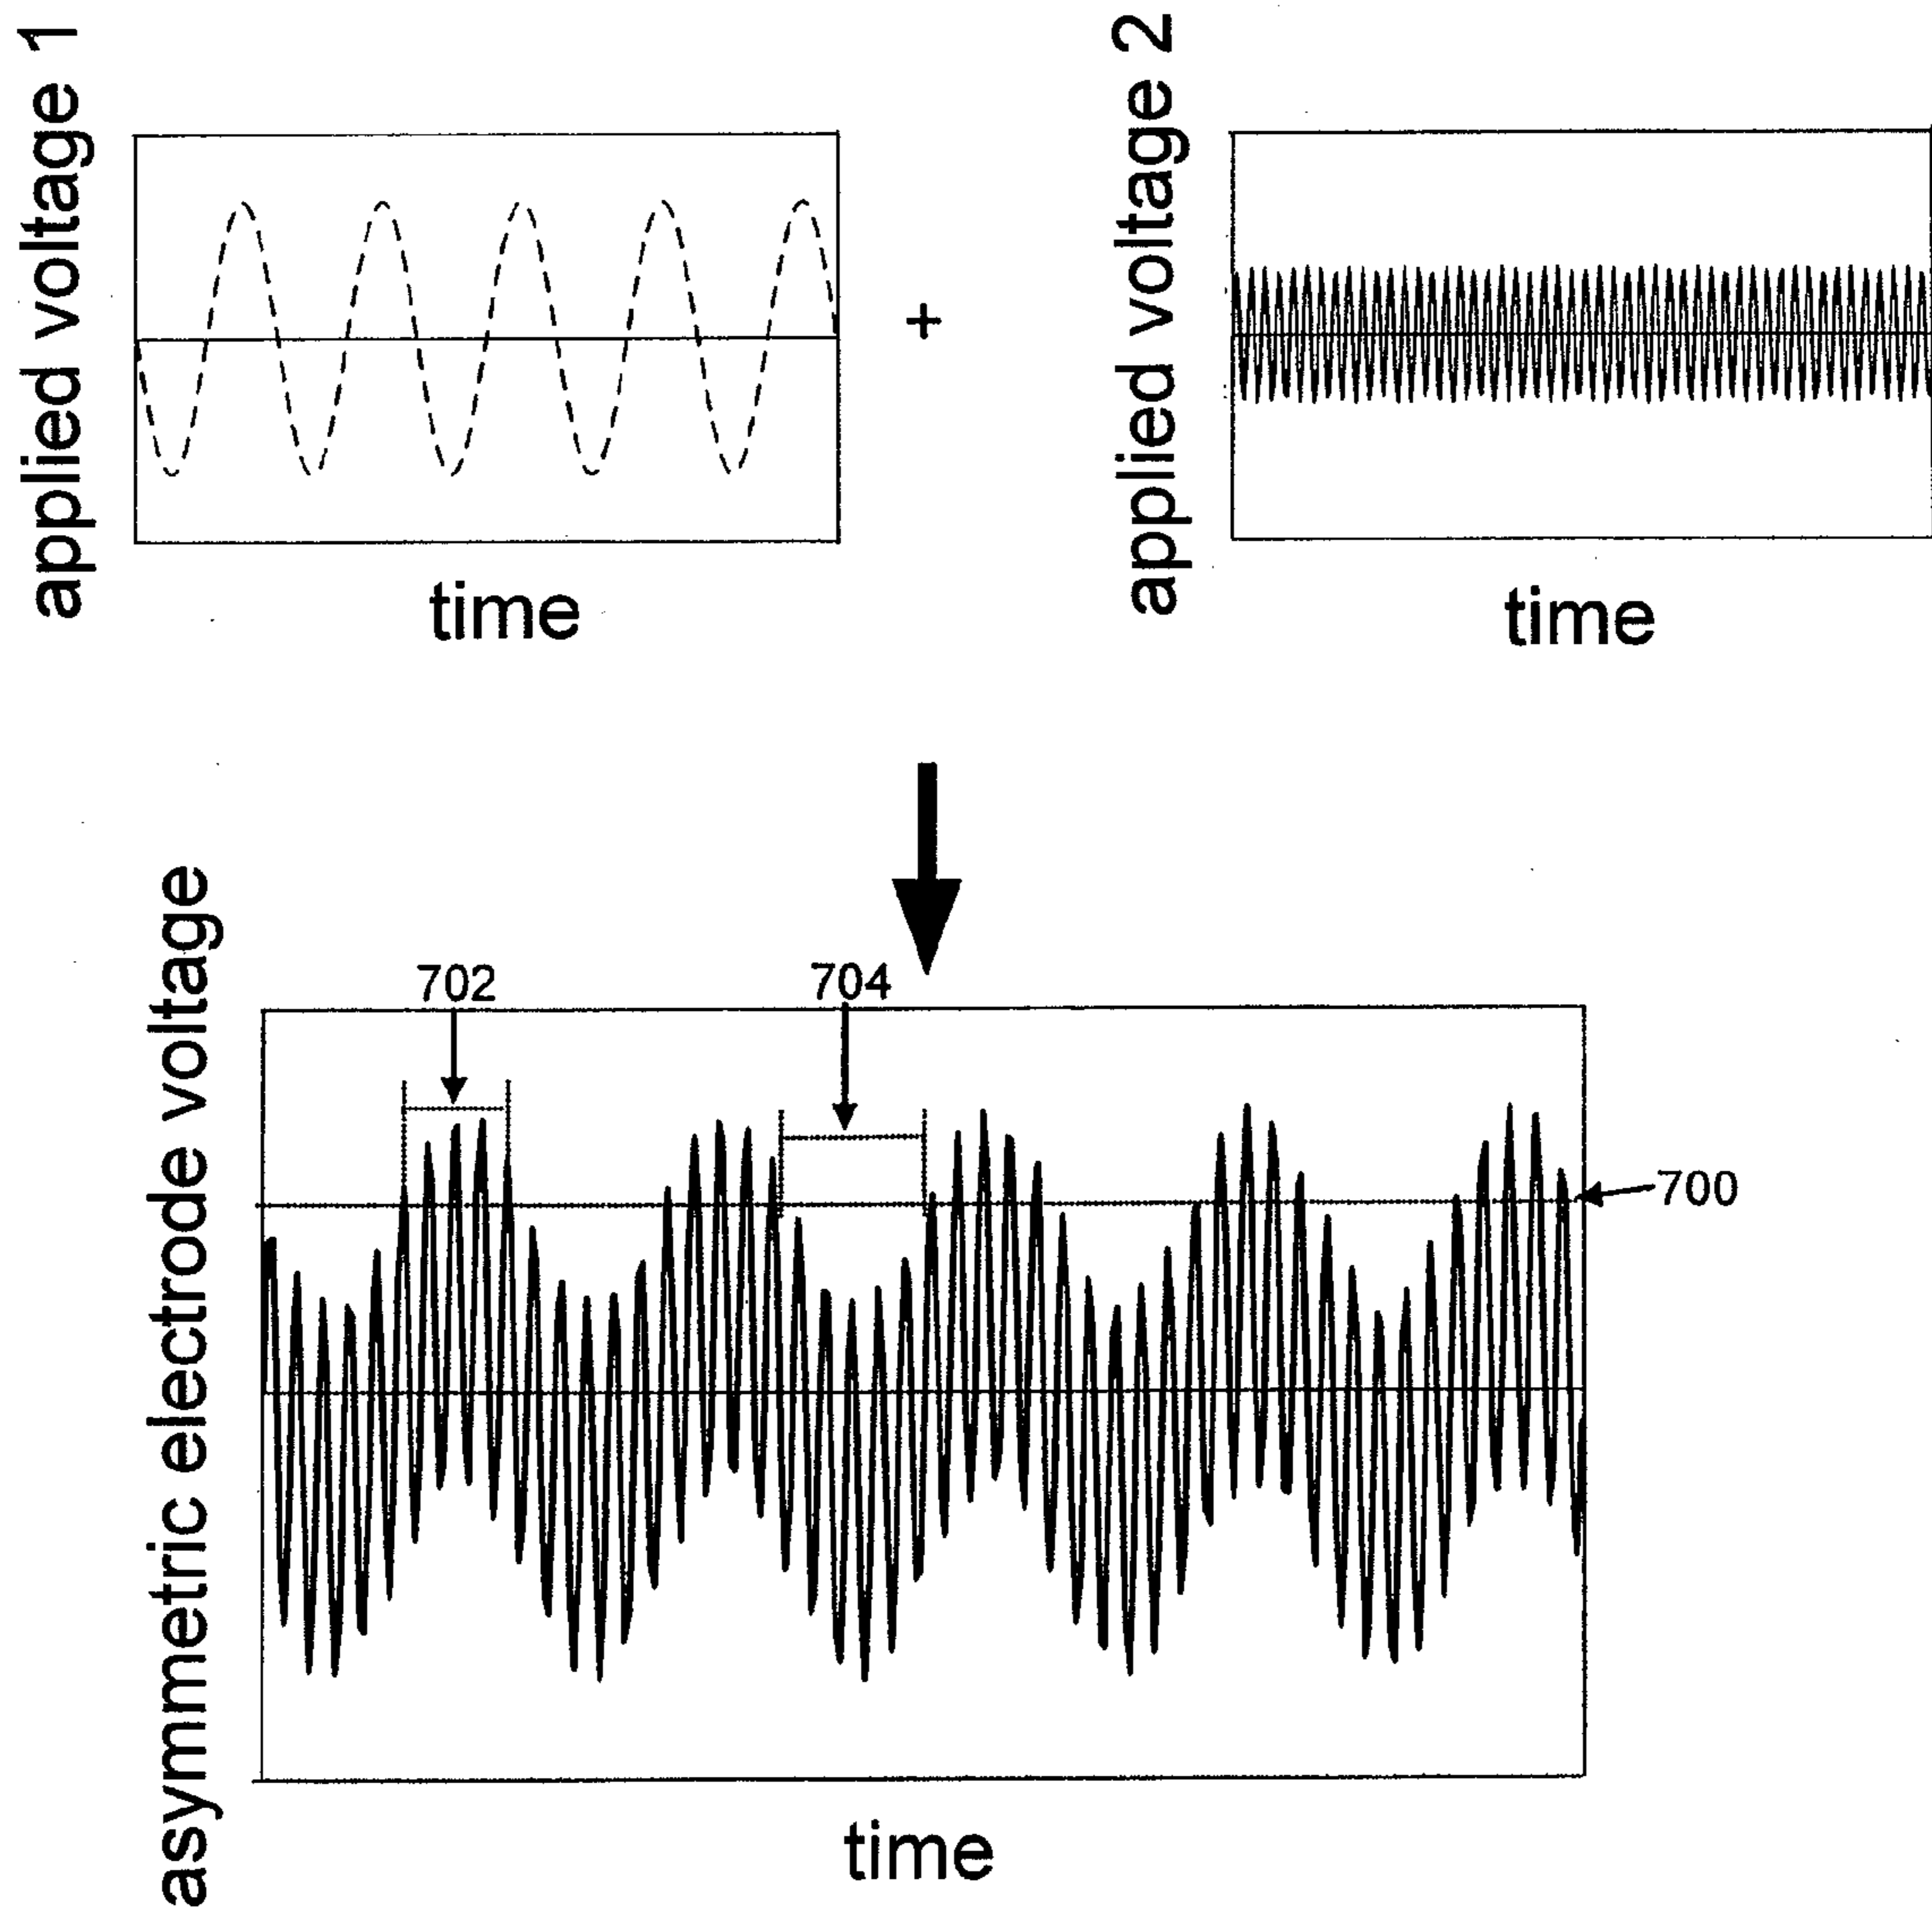 applied voltage 1
time
+
applied voltage 2
time
asymmetric electrode voltage
702
704
700
time